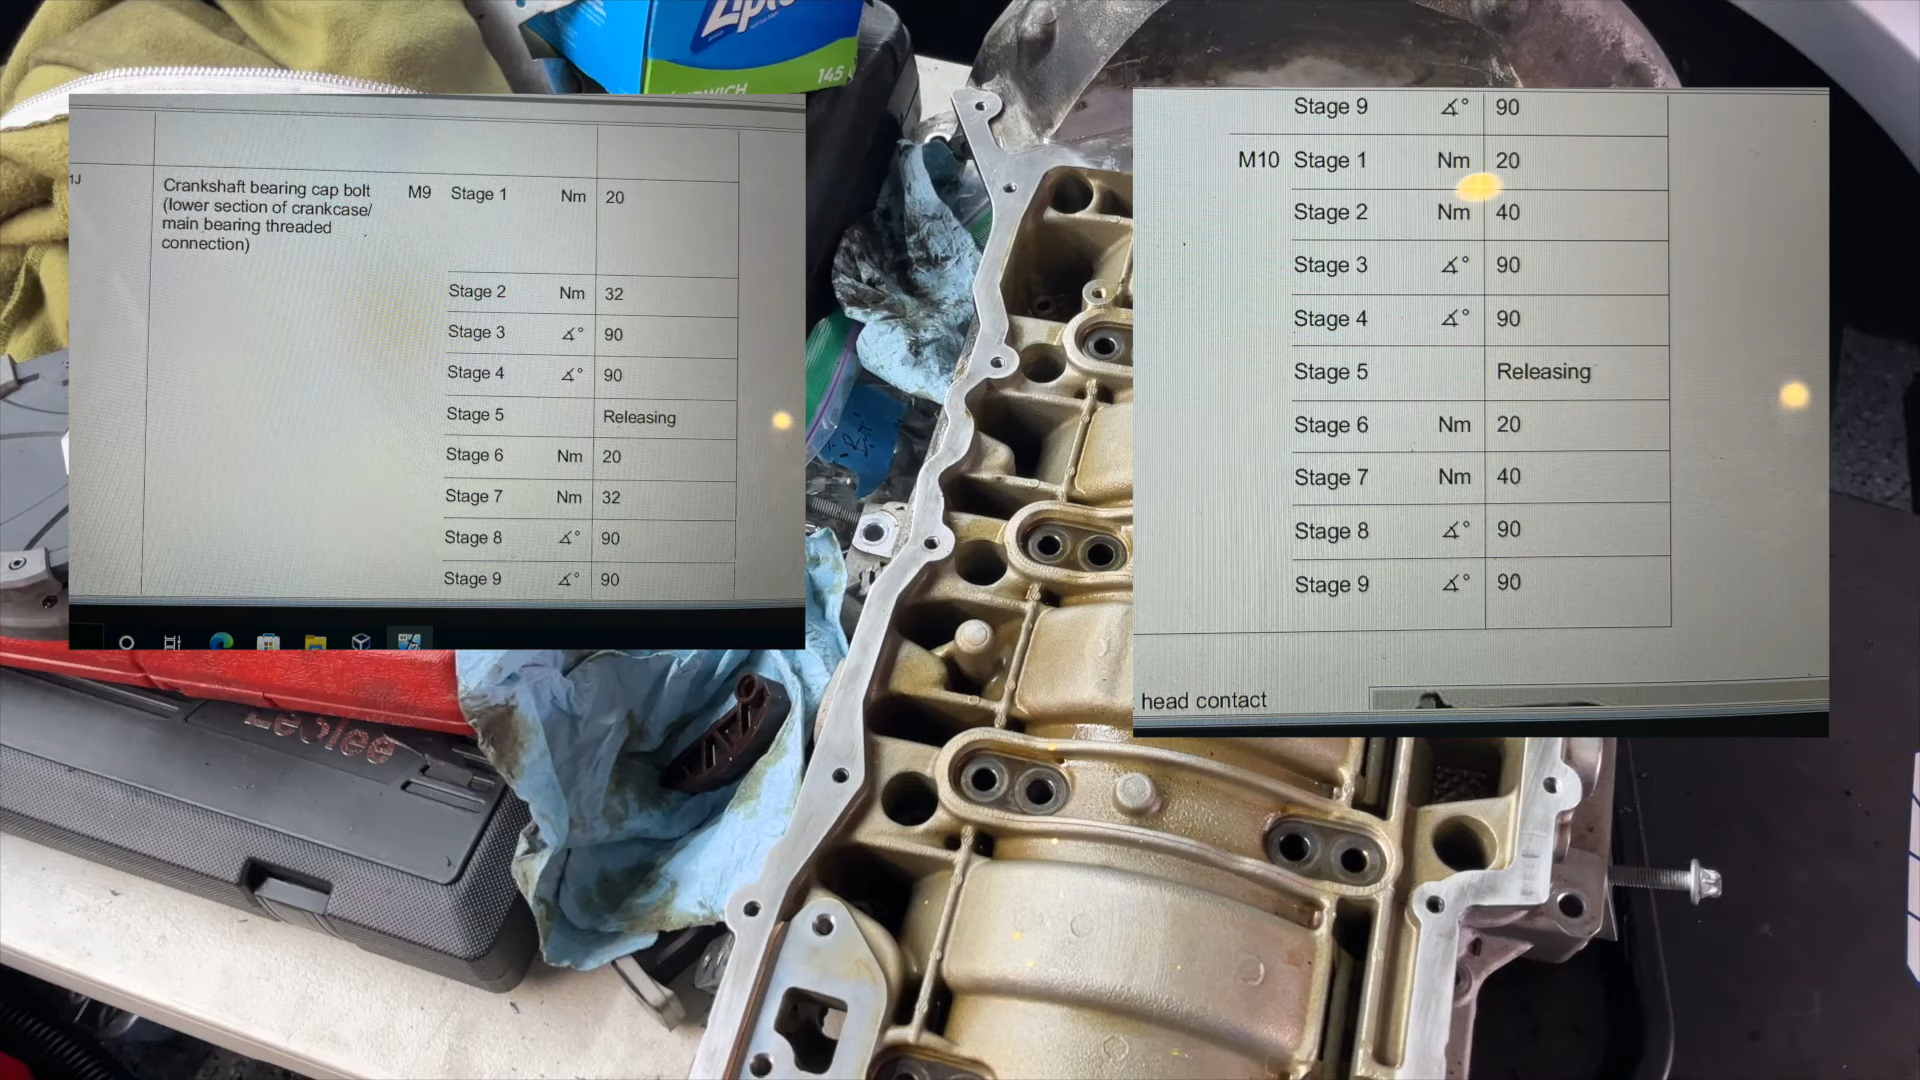 145
WICH
1J
Crankshaft bearing cap bolt
(lower section of crankcase/
main bearing threaded
connection)
M9 Stage 1 Nm 20
Stage 2 Nm 32
Stage 3 ∡° 90
Stage 4 ∡° 90
Stage 5 Releasing
Stage 6 Nm 20
Stage 7 Nm 32
Stage 8 ∡° 90
Stage 9 ∡° 90
Stage 9 ∡° 90
M10 Stage 1 Nm 20
Stage 2 Nm 40
Stage 3 ∡° 90
Stage 4 ∡° 90
Stage 5 Releasing
Stage 6 Nm 20
Stage 7 Nm 40
Stage 8 ∡° 90
Stage 9 ∡° 90
head contact